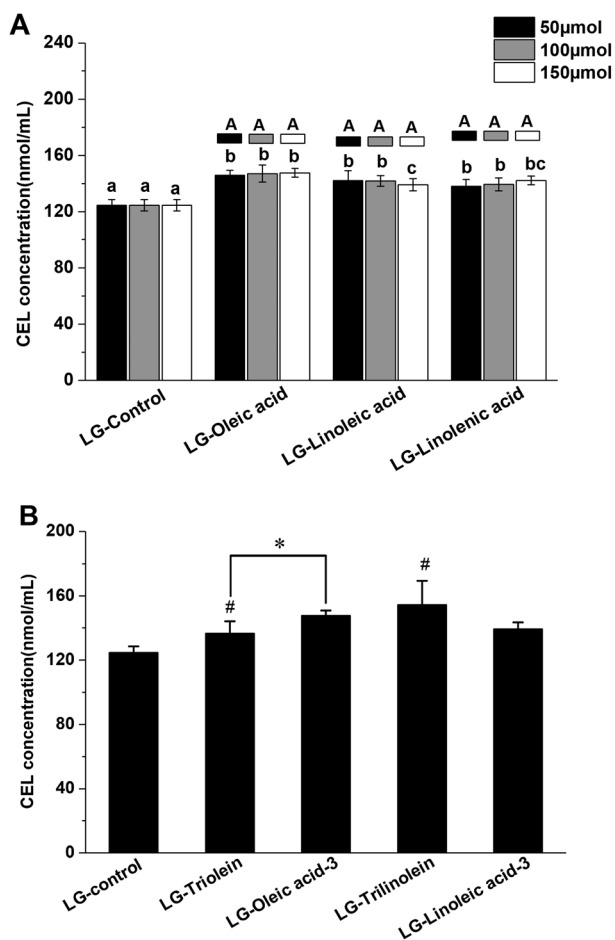 A
50μmol
100μmol
150μmol
CEL concentration(nmol/mL)
240
200
160
120
80
40
0
A A A
A A A
A A A
a a a
b b b
b b c
b b bc
LG-Control
LG-Oleic acid
LG-Linoleic acid
LG-Linolenic acid
B
CEL concentration(nmol/mL)
200
160
120
80
40
0
*
#
#
LG-control
LG-Triolein
LG-Oleic acid-3
LG-Trilinolein
LG-Linoleic acid-3